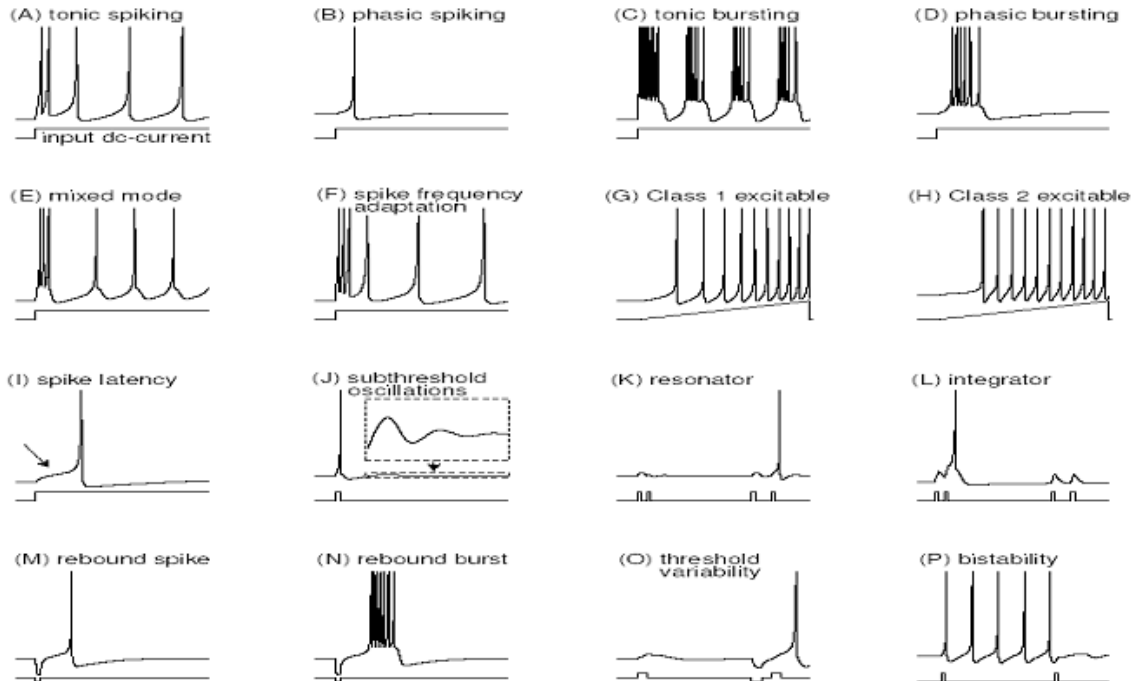 (A) tonic spiking
(B) phasic spiking
(C) tonic bursting
(D) phasic bursting
input dc-current
(E) mixed mode
(F) spike frequency
adaptation
(G) Class 1 excitable
(H) Class 2 excitable
(I) spike latency
(J) subthreshold
oscillations
(K) resonator
(L) integrator
(M) rebound spike
(N) rebound burst
(O) threshold
variability
(P) bistability